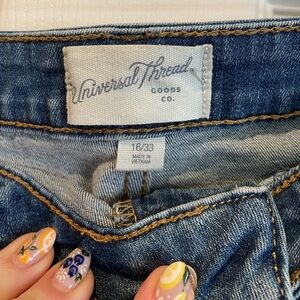 Universal Thread
GOODS
CO.
16/33
MADE IN
VIETNAM